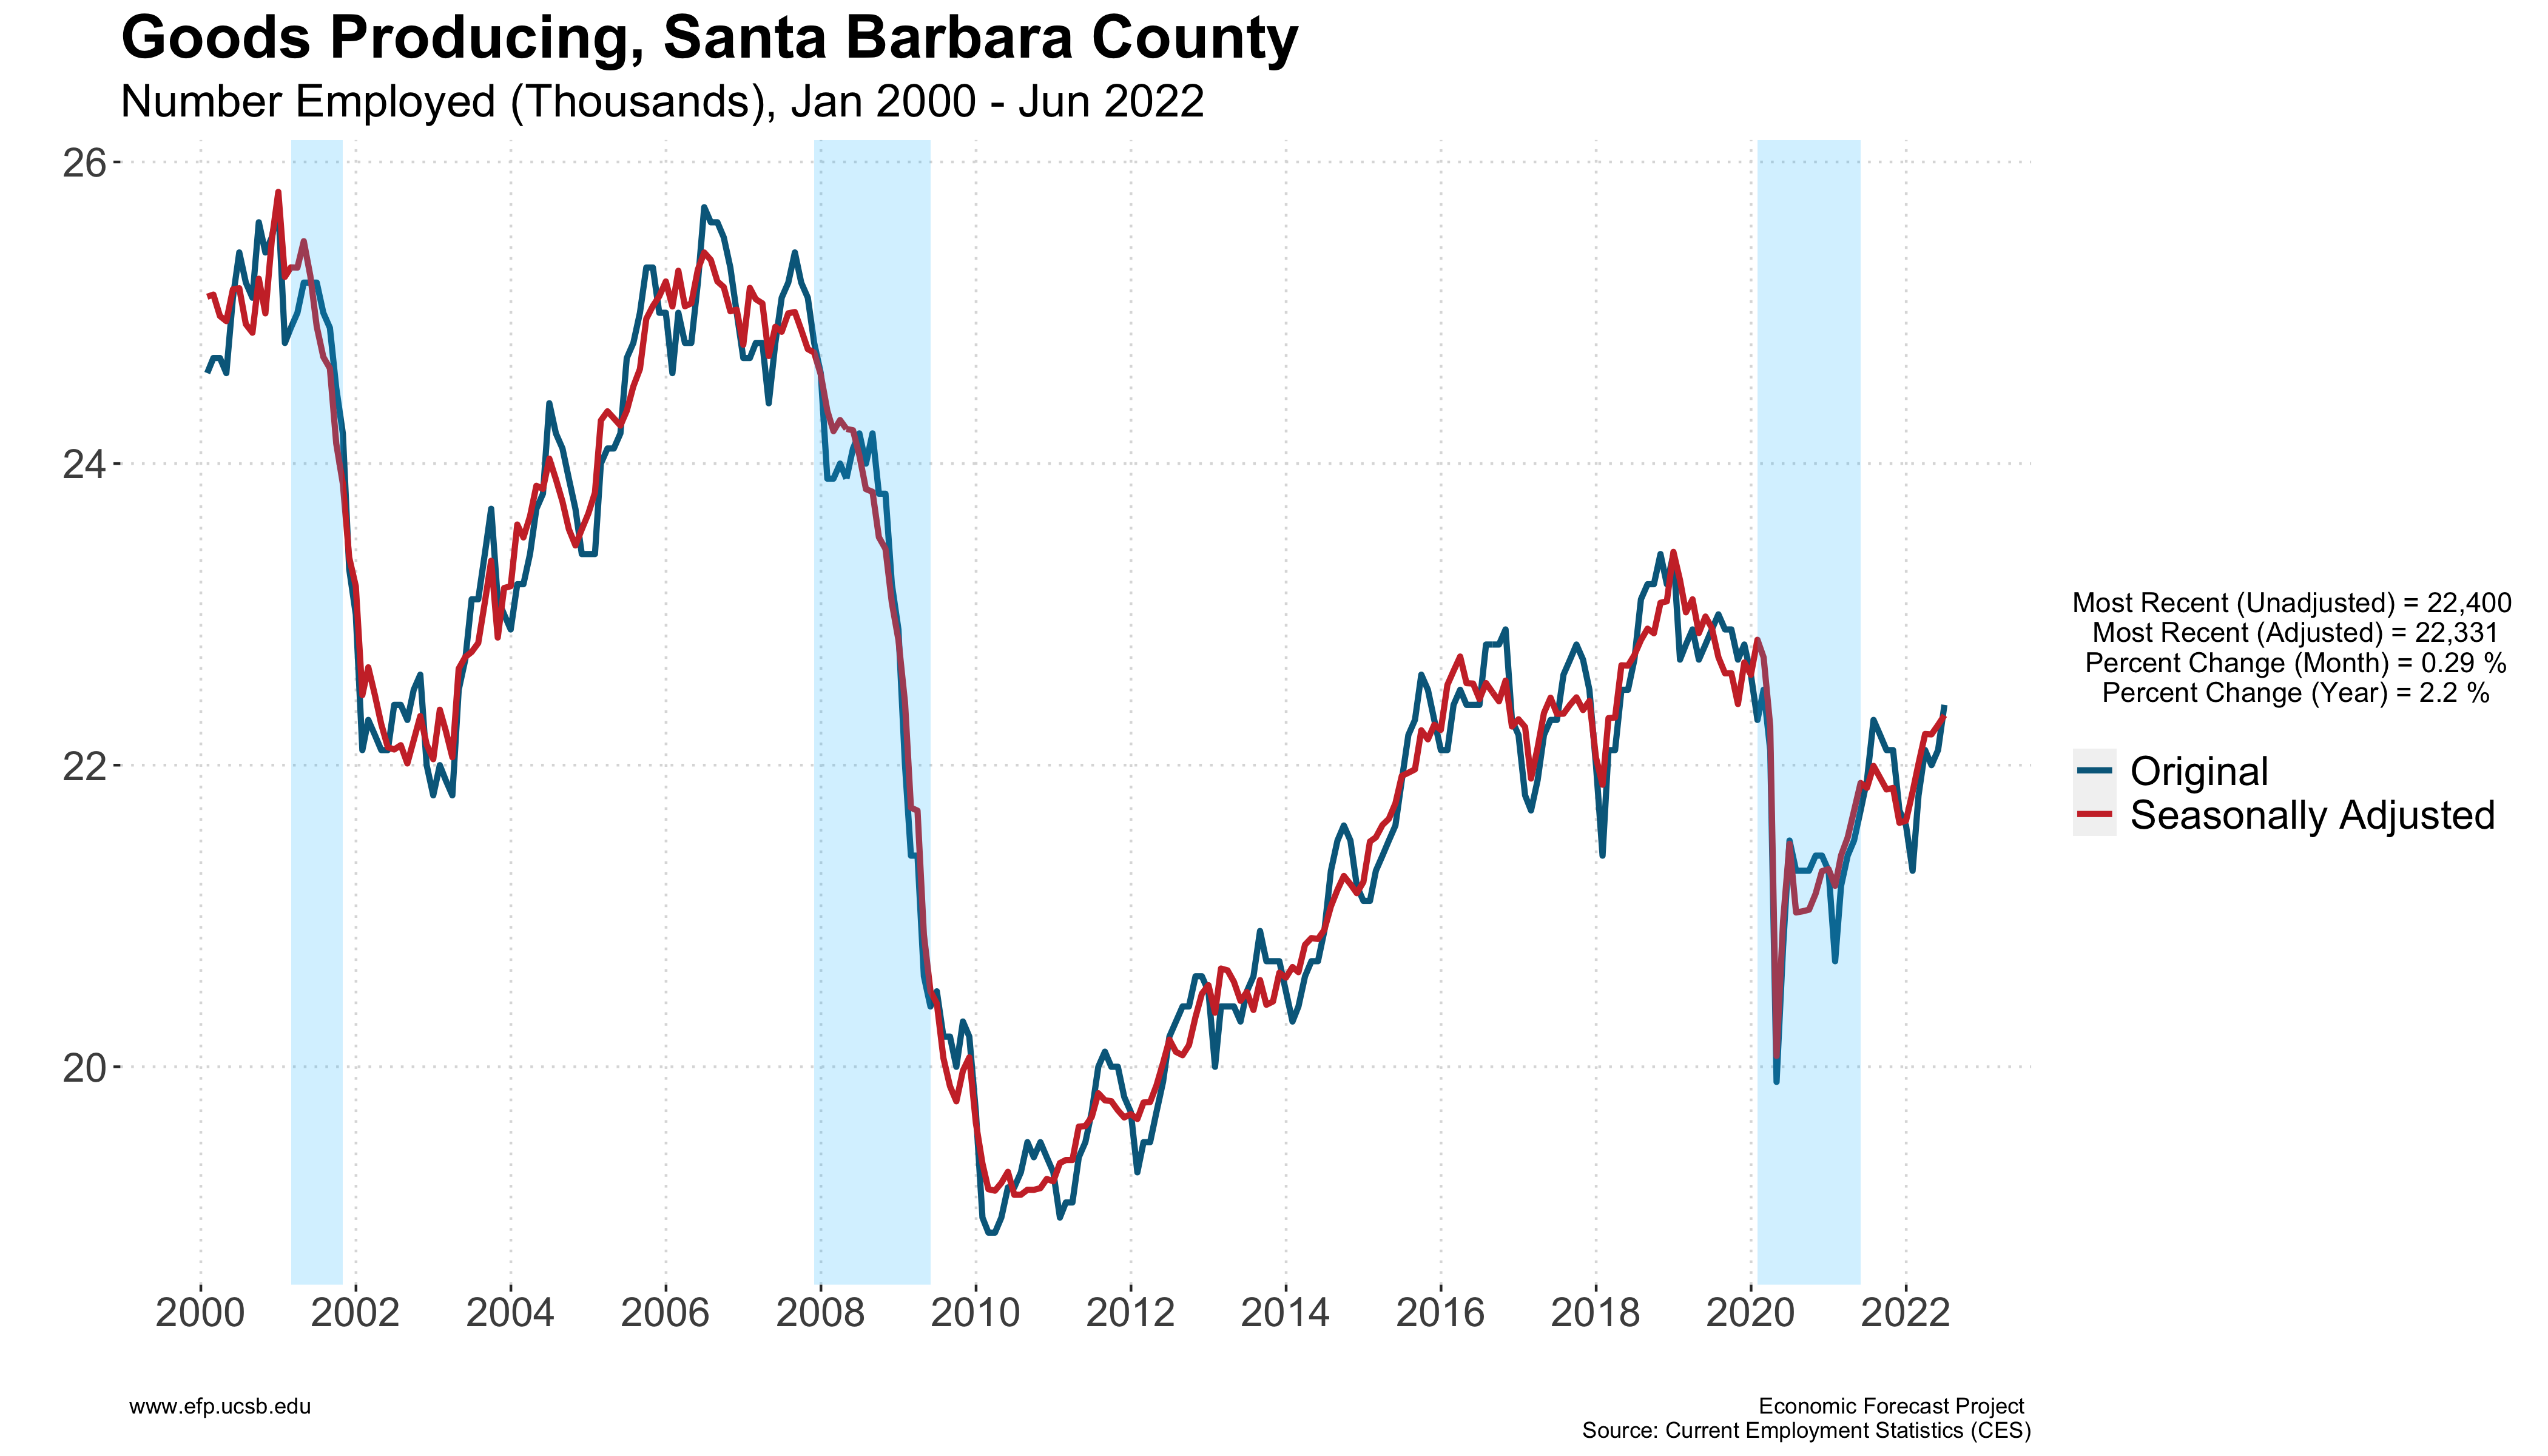 Goods Producing, Santa Barbara County
Number Employed (Thousands), Jan 2000 - Jun 2022
26
24
22
20
2000 2002 2004 2006 2008 2010 2012 2014 2016 2018 2020 2022
Most Recent (Unadjusted) = 22,400
Most Recent (Adjusted) = 22,331
Percent Change (Month) = 0.29 %
Percent Change (Year) = 2.2 %
Original
Seasonally Adjusted
www.efp.ucsb.edu
Economic Forecast Project
Source: Current Employment Statistics (CES)